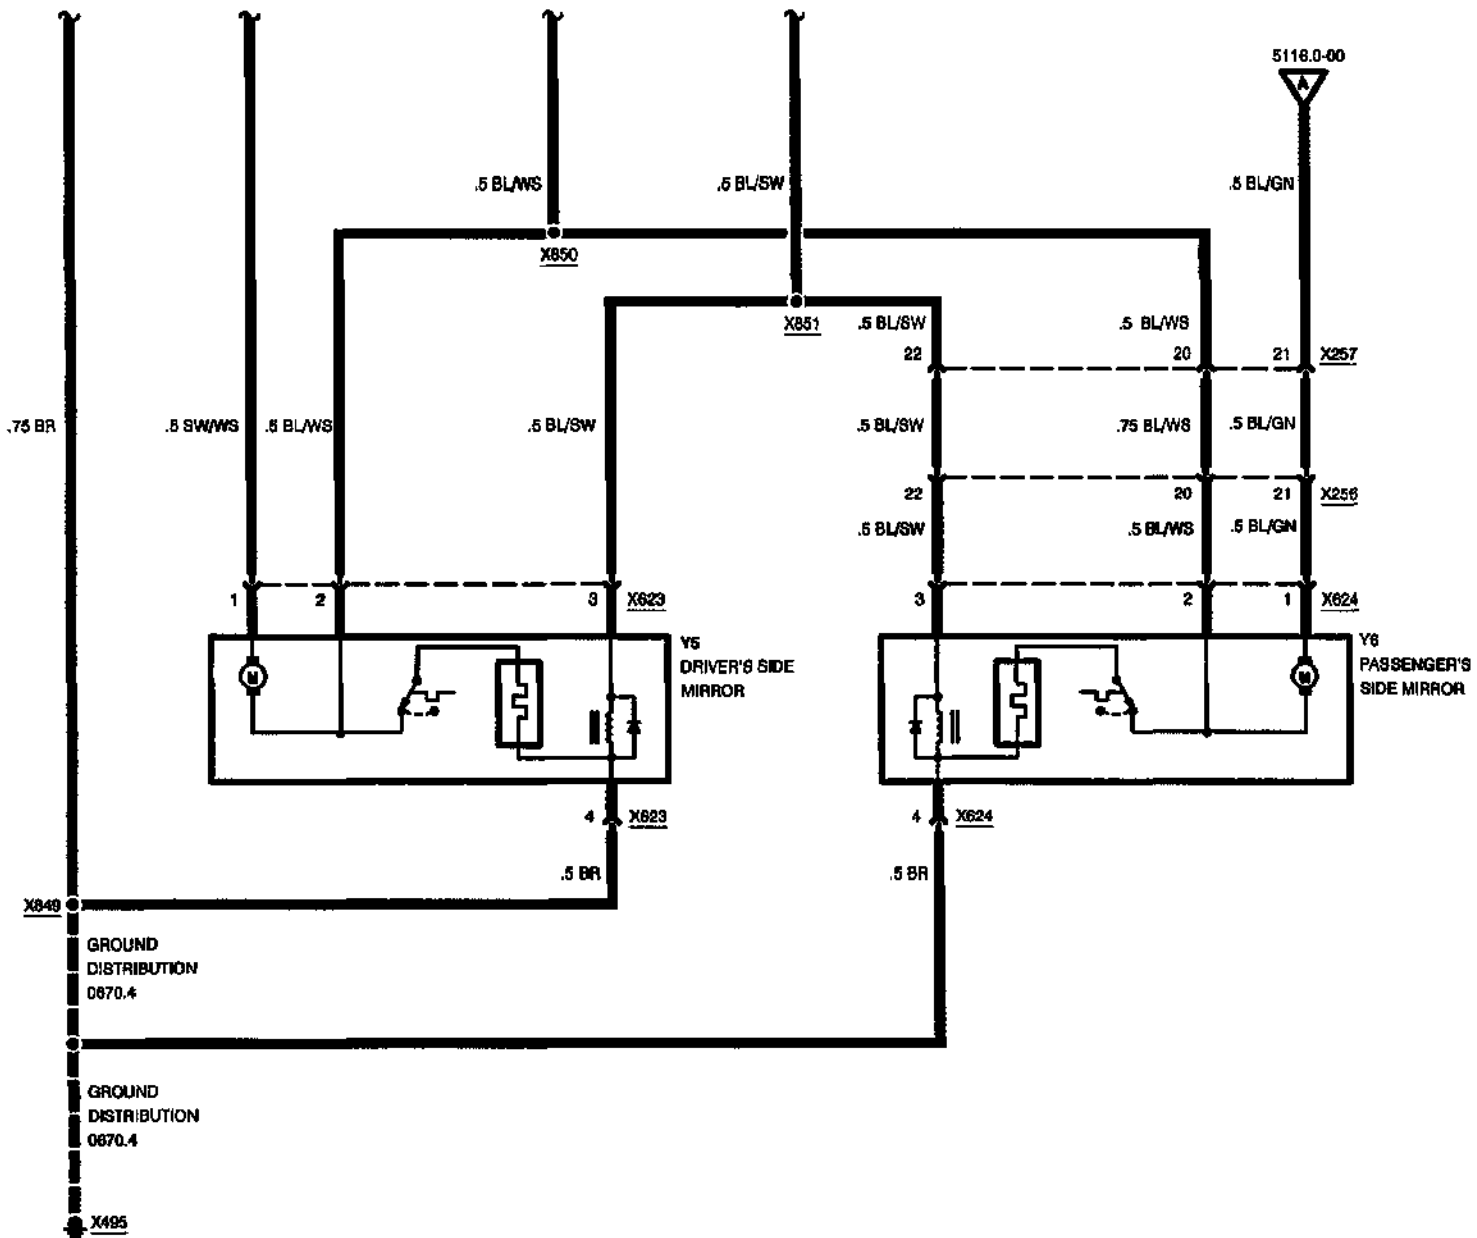 5116.0-00
A
.5 BL/WS
.5 BL/SW
.5 BL/GN
X850
X851
.5 BL/SW
.5 BL/WS
22
20
21
X257
.75 BR
.5 SW/WS
.5 BL/WS
.5 BL/SW
.5 BL/SW
.75 BL/WS
.5 BL/GN
22
20
21
X256
.5 BL/SW
.5 BL/WS
.5 BL/GN
1
2
3
X623
3
2
1
X624
Y5
DRIVER'S SIDE
MIRROR
Y6
PASSENGER'S
SIDE MIRROR
M
M
4
X623
4
X624
.5 BR
.5 BR
X849
GROUND
DISTRIBUTION
0670.4
GROUND
DISTRIBUTION
0670.4
X495